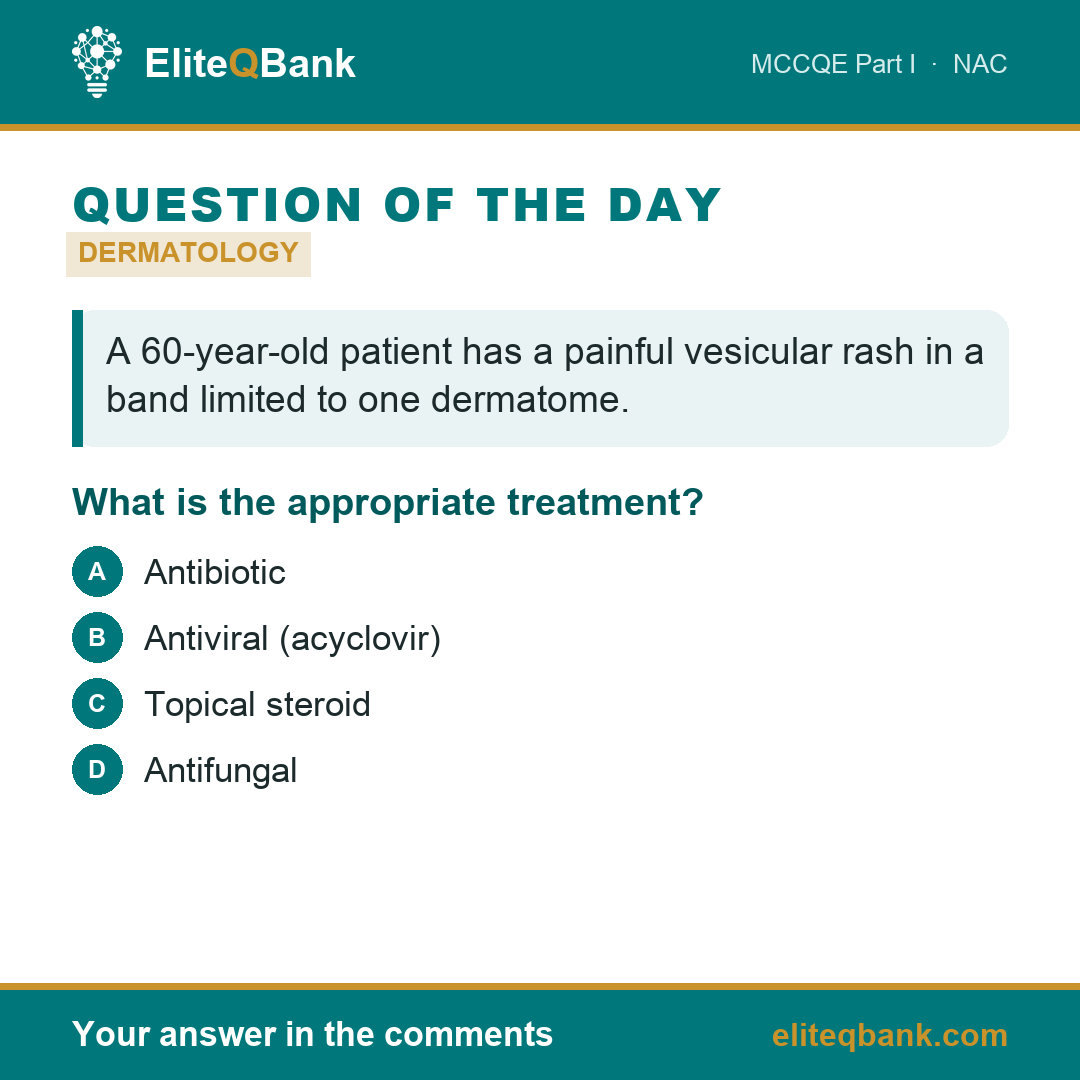 EliteQBank
MCCQE Part I · NAC
QUESTION OF THE DAY
DERMATOLOGY
A 60-year-old patient has a painful vesicular rash in a
band limited to one dermatome.
What is the appropriate treatment?
A Antibiotic
B Antiviral (acyclovir)
C Topical steroid
D Antifungal
Your answer in the comments
eliteqbank.com